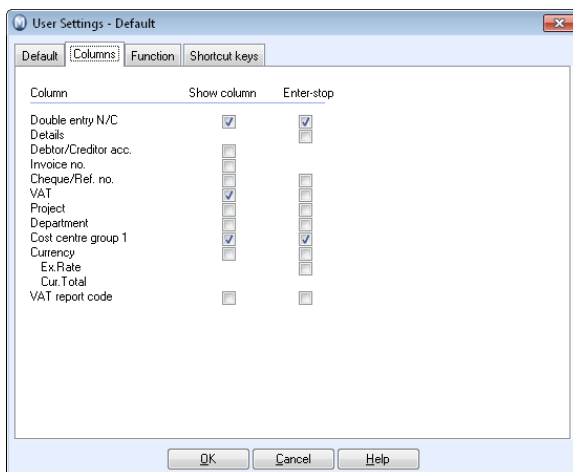 User Settings - Default
Default Columns Function Shortcut keys
Column Show column Enter-stop
Double entry N/C
Details
Debtor/Creditor acc.
Invoice no.
Cheque/Ref. no.
VAT
Project
Department
Cost centre group 1
Currency
Ex.Rate
Cur.Total
VAT report code
OK Cancel Help